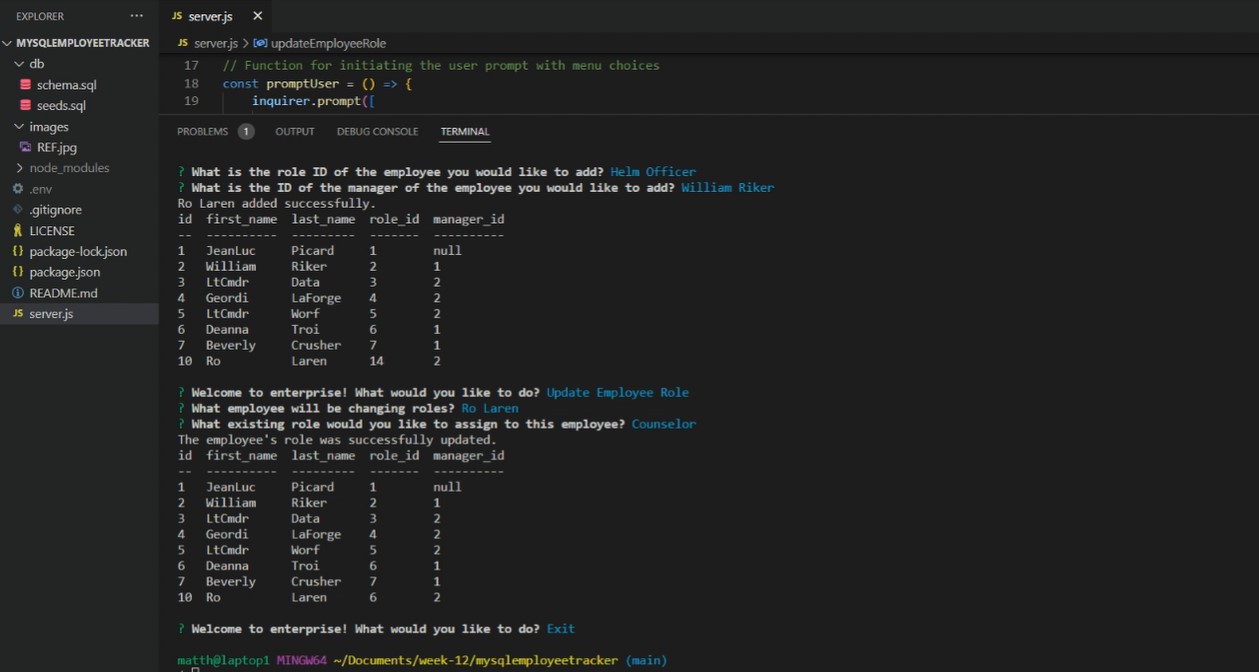 EXPLORER ···
MYSQLEMPLOYEETRACKER
db
schema.sql
seeds.sql
images
REF.jpg
node_modules
.env
.gitignore
LICENSE
{} package-lock.json
{} package.json
README.md
JS server.js
JS server.js ×
JS server.js > updateEmployeeRole
17 // Function for initiating the user prompt with menu choices
18 const promptUser = () => {
19 inquirer.prompt([
PROBLEMS 1 OUTPUT DEBUG CONSOLE TERMINAL
? What is the role ID of the employee you would like to add? Helm Officer
? What is the ID of the manager of the employee you would like to add? William Riker
Ro Laren added successfully.
id first_name last_name role_id manager_id
-- ---------- --------- ------- ----------
1 JeanLuc Picard 1 null
2 William Riker 2 1
3 LtCmdr Data 3 2
4 Geordi LaForge 4 2
5 LtCmdr Worf 5 2
6 Deanna Troi 6 1
7 Beverly Crusher 7 1
10 Ro Laren 14 2
? Welcome to enterprise! What would you like to do? Update Employee Role
? What employee will be changing roles? Ro Laren
? What existing role would you like to assign to this employee? Counselor
The employee's role was successfully updated.
id first_name last_name role_id manager_id
-- ---------- --------- ------- ----------
1 JeanLuc Picard 1 null
2 William Riker 2 1
3 LtCmdr Data 3 2
4 Geordi LaForge 4 2
5 LtCmdr Worf 5 2
6 Deanna Troi 6 1
7 Beverly Crusher 7 1
10 Ro Laren 6 2
? Welcome to enterprise! What would you like to do? Exit
matth@laptop1 MINGW64 ~/Documents/week-12/mysqlemployeetracker (main)